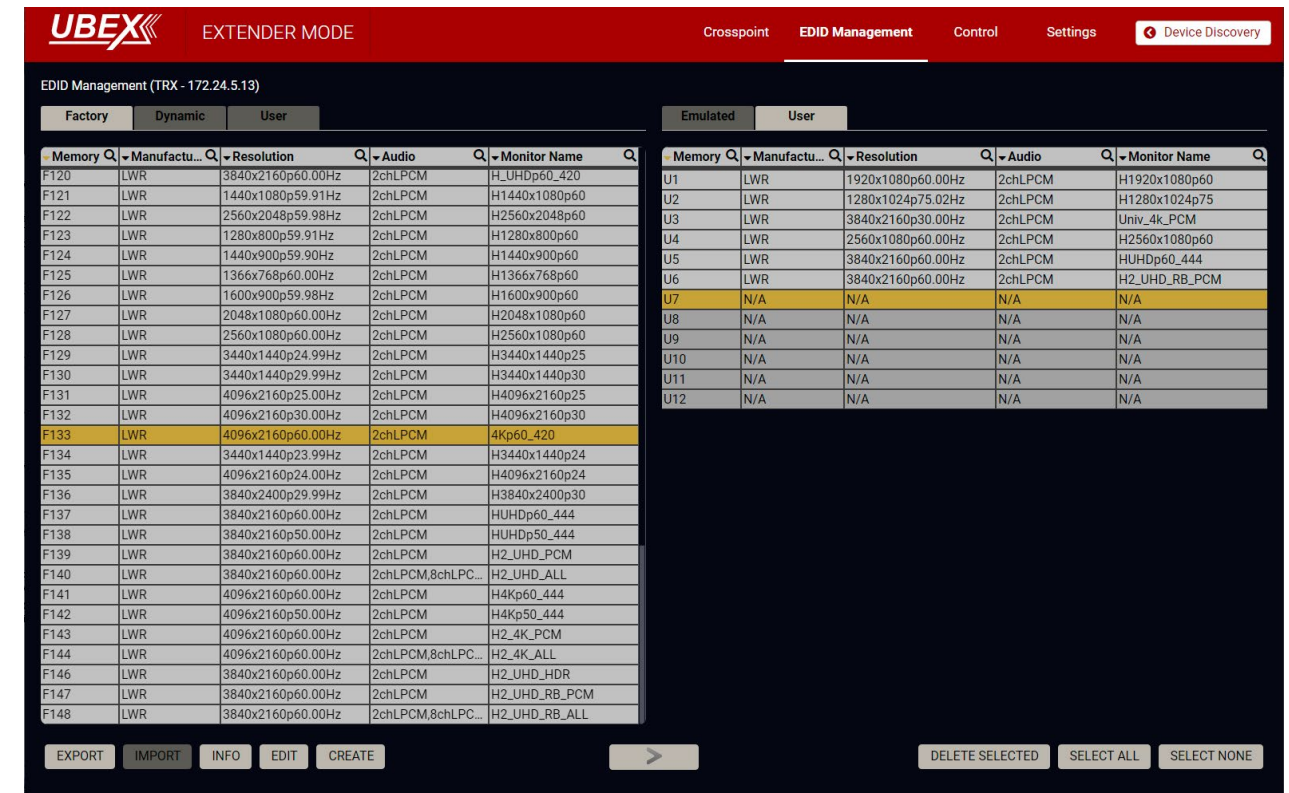 UBEX EXTENDER MODE Crosspoint EDID Management Control Settings Device Discovery
EDID Management (TRX - 172.24.5.13)
Factory Dynamic User Emulated User
Memory Manufactu... Resolution Audio Monitor Name Memory Manufactu... Resolution Audio Monitor Name
F120 LWR 3840x2160p60.00Hz 2chLPCM H_UHDp60_420
F121 LWR 1440x1080p59.91Hz 2chLPCM H1440x1080p60
F122 LWR 2560x2048p59.98Hz 2chLPCM H2560x2048p60
F123 LWR 1280x800p59.91Hz 2chLPCM H1280x800p60
F124 LWR 1440x900p59.90Hz 2chLPCM H1440x900p60
F125 LWR 1366x768p60.00Hz 2chLPCM H1366x768p60
F126 LWR 1600x900p59.98Hz 2chLPCM H1600x900p60
F127 LWR 2048x1080p60.00Hz 2chLPCM H2048x1080p60
F128 LWR 2560x1080p60.00Hz 2chLPCM H2560x1080p60
F129 LWR 3440x1440p24.99Hz 2chLPCM H3440x1440p25
F130 LWR 3440x1440p29.99Hz 2chLPCM H3440x1440p30
F131 LWR 4096x2160p25.00Hz 2chLPCM H4096x2160p25
F132 LWR 4096x2160p30.00Hz 2chLPCM H4096x2160p30
F133 LWR 4096x2160p60.00Hz 2chLPCM 4Kp60_420
F134 LWR 3440x1440p23.99Hz 2chLPCM H3440x1440p24
F135 LWR 4096x2160p24.00Hz 2chLPCM H4096x2160p24
F136 LWR 3840x2400p29.99Hz 2chLPCM H3840x2400p30
F137 LWR 3840x2160p60.00Hz 2chLPCM HUHDp60_444
F138 LWR 3840x2160p50.00Hz 2chLPCM HUHDp50_444
F139 LWR 3840x2160p60.00Hz 2chLPCM H2_UHD_PCM
F140 LWR 3840x2160p60.00Hz 2chLPCM,8chLPC... H2_UHD_ALL
F141 LWR 4096x2160p60.00Hz 2chLPCM H4Kp60_444
F142 LWR 4096x2160p50.00Hz 2chLPCM H4Kp50_444
F143 LWR 4096x2160p60.00Hz 2chLPCM H2_4K_PCM
F144 LWR 4096x2160p60.00Hz 2chLPCM,8chLPC... H2_4K_ALL
F146 LWR 3840x2160p60.00Hz 2chLPCM H2_UHD_HDR
F147 LWR 3840x2160p60.00Hz 2chLPCM H2_UHD_RB_PCM
F148 LWR 3840x2160p60.00Hz 2chLPCM,8chLPC... H2_UHD_RB_ALL
U1 LWR 1920x1080p60.00Hz 2chLPCM H1920x1080p60
U2 LWR 1280x1024p75.02Hz 2chLPCM H1280x1024p75
U3 LWR 3840x2160p30.00Hz 2chLPCM Univ_4k_PCM
U4 LWR 2560x1080p60.00Hz 2chLPCM H2560x1080p60
U5 LWR 3840x2160p60.00Hz 2chLPCM HUHDp60_444
U6 LWR 3840x2160p60.00Hz 2chLPCM H2_UHD_RB_PCM
U7 N/A N/A N/A N/A
U8 N/A N/A N/A N/A
U9 N/A N/A N/A N/A
U10 N/A N/A N/A N/A
U11 N/A N/A N/A N/A
U12 N/A N/A N/A N/A
EXPORT IMPORT INFO EDIT CREATE > DELETE SELECTED SELECT ALL SELECT NONE